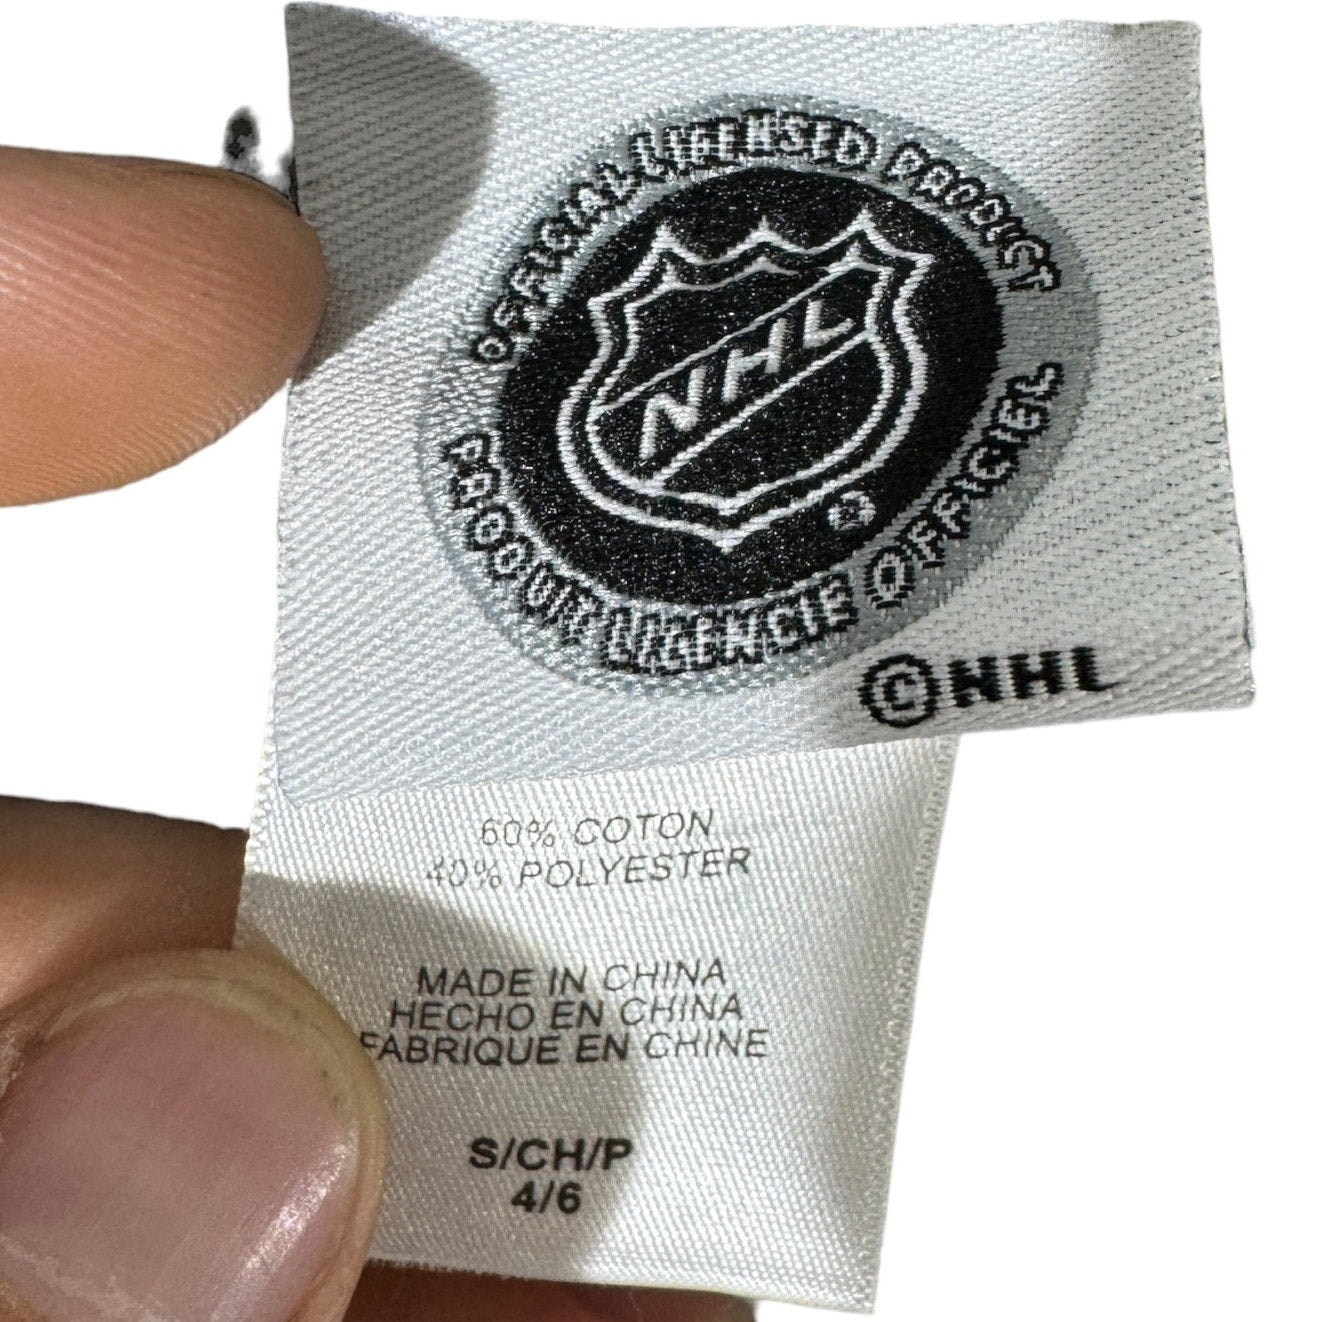 OFFICIAL LICENSED PRODUCT
NHL
®
PRODUIT LICENCIE OFFICIEL
©NHL
60% COTON
40% POLYESTER
MADE IN CHINA
HECHO EN CHINA
FABRIQUE EN CHINE
S/CH/P
4/6